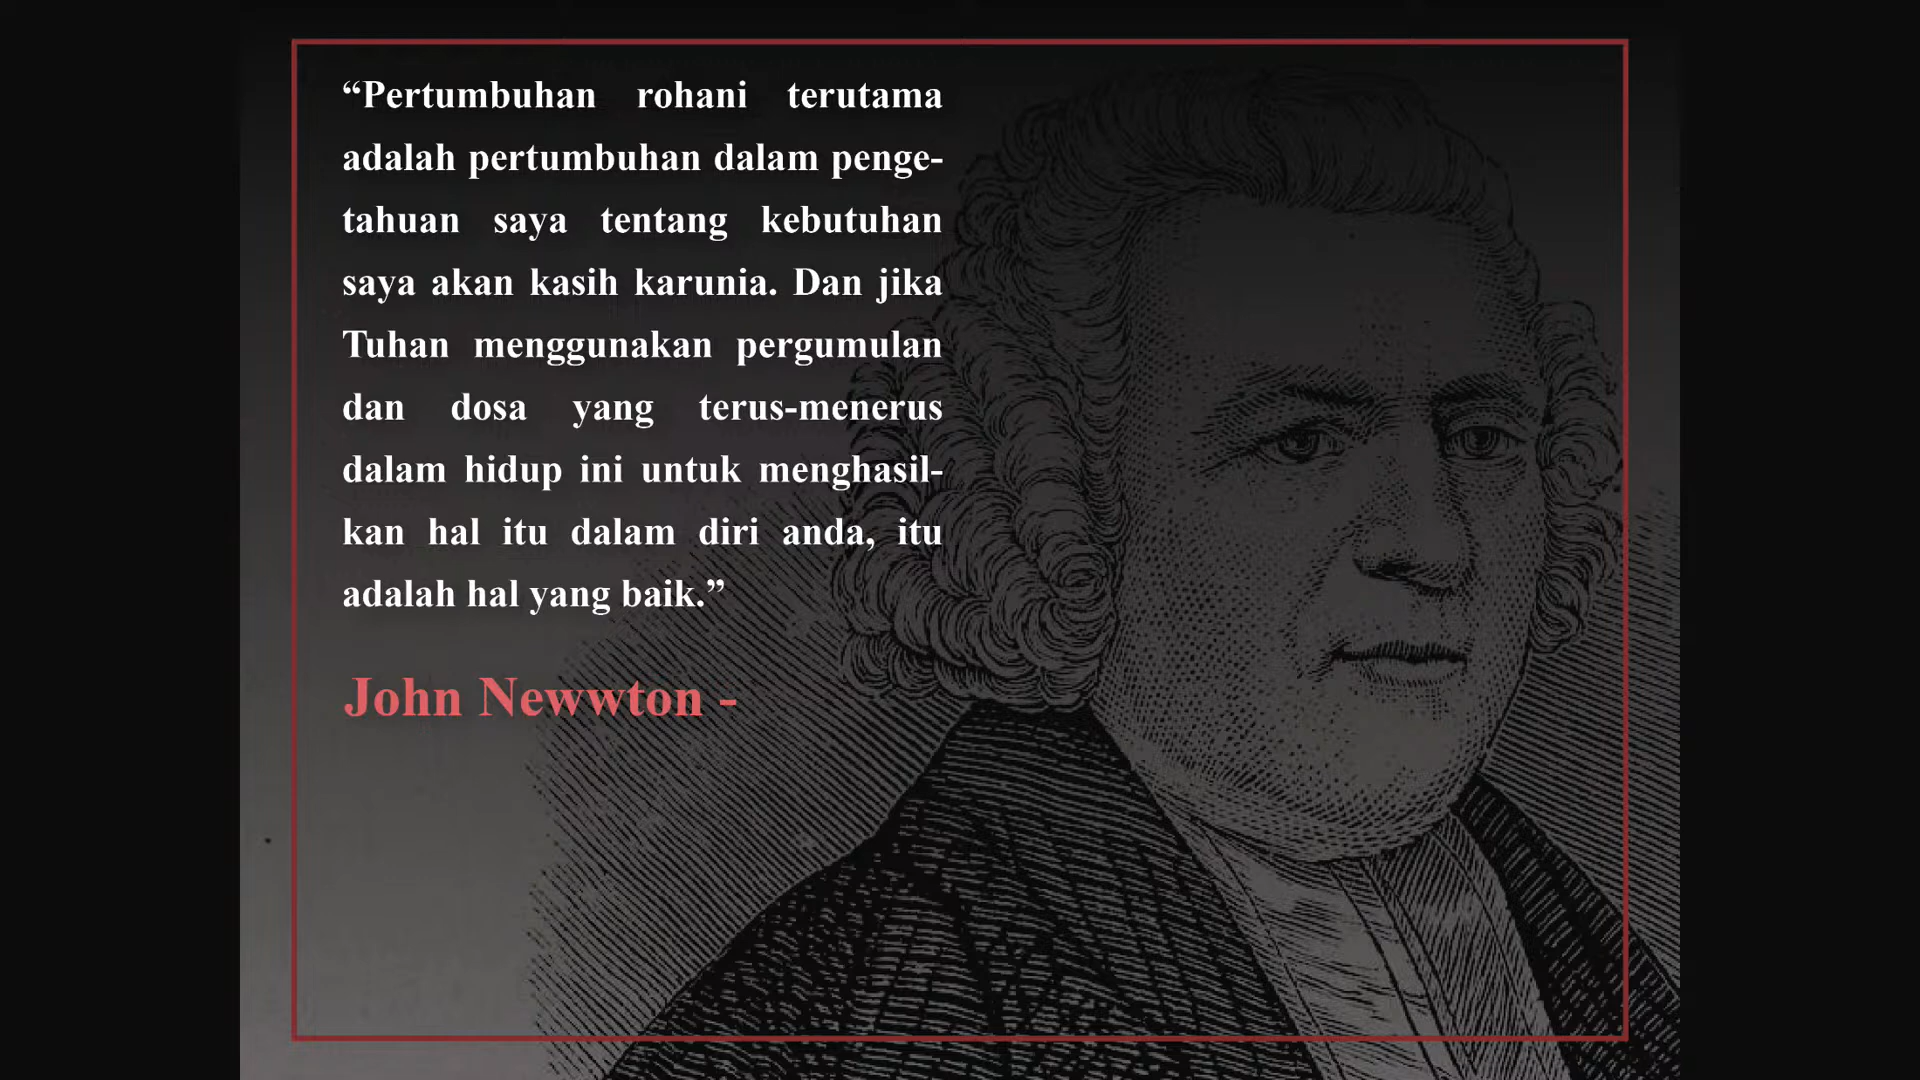 “Pertumbuhan rohani terutama
adalah pertumbuhan dalam penge-
tahuan saya tentang kebutuhan
saya akan kasih karunia. Dan jika
Tuhan menggunakan pergumulan
dan dosa yang terus-menerus
dalam hidup ini untuk menghasil-
kan hal itu dalam diri anda, itu
adalah hal yang baik.”
John Newwton -